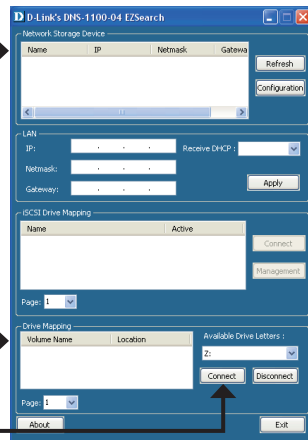 D-Link's DNS-1100-04 EZSearch
Network Storage Device
Name IP Netmask Gatewa
Refresh
Configuration
LAN
IP: . . . Receive DHCP :
Netmask: . . .
Gateway: . . .
Apply
iSCSI Drive Mapping
Name Active
Connect
Management
Page: 1
Drive Mapping
Volume Name Location
Available Drive Letters :
Z:
Connect Disconnect
Page: 1
About Exit